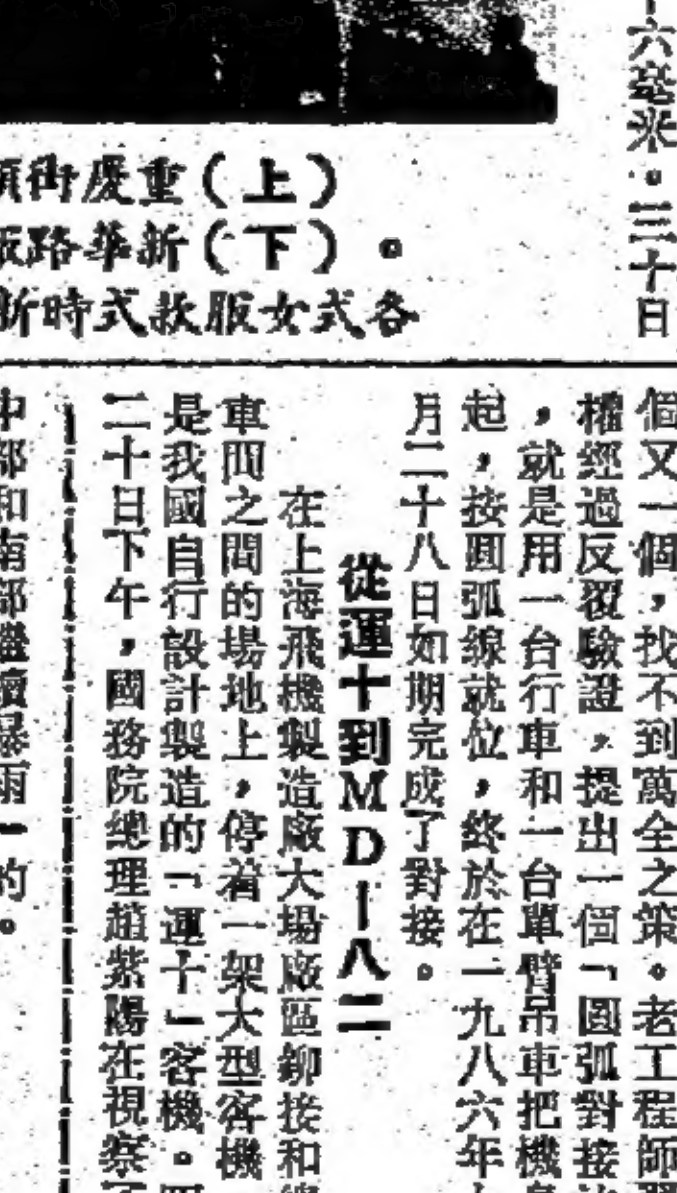 十六毫米。三十日
（上）重慶街頭
。（下）新華路服
各式女服款式時新
個又一個，找不到萬全之策。老工程師
權經過反覆驗證，提出一個「圓弧對接
，就是用一台行車和一台單臂吊車把機
起，按圓弧線就位，終於在一九八六年
月二十八日如期完成了對接。
從運十到MD—八二
在上海飛機製造廠大場廠區鉚接和
車間之間的場地上，停着一架大型客機
是我國自行設計製造的「運十」客機。
二十日下午，國務院總理趙紫陽在視察
中部和南部繼續暴雨」的。